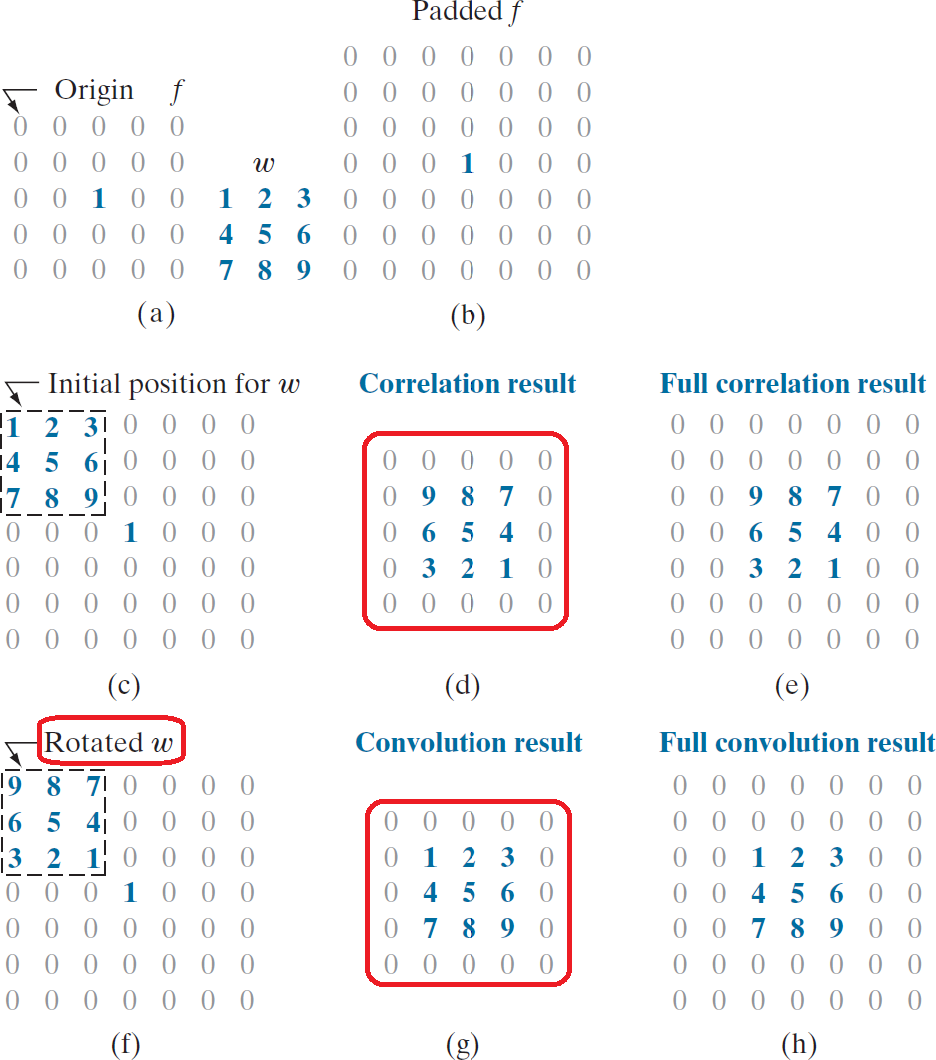 Padded f
0 0 0 0 0 0 0
0 0 0 0 0 0 0
Origin f
0 0 0 0 0
0 0 0 0 0 0 0
0 0 0 0 0
w
0 0 0 1 0 0 0
0 0 1 0 0
1 2 3
0 0 0 0 0 0 0
0 0 0 0 0
4 5 6
0 0 0 0 0 0 0
0 0 0 0 0
7 8 9
0 0 0 0 0 0 0
(a)
(b)
Initial position for w
1 2 3 0 0 0 0
4 5 6 0 0 0 0
7 8 9 0 0 0 0
0 0 0 1 0 0 0
0 0 0 0 0 0 0
0 0 0 0 0 0 0
0 0 0 0 0 0 0
(c)
Correlation result
0 0 0 0 0
0 9 8 7 0
0 6 5 4 0
0 3 2 1 0
0 0 0 0 0
(d)
Full correlation result
0 0 0 0 0 0 0
0 0 0 0 0 0 0
0 0 9 8 7 0 0
0 0 6 5 4 0 0
0 0 3 2 1 0 0
0 0 0 0 0 0 0
0 0 0 0 0 0 0
(e)
Rotated w
9 8 7 0 0 0 0
6 5 4 0 0 0 0
3 2 1 0 0 0 0
0 0 0 1 0 0 0
0 0 0 0 0 0 0
0 0 0 0 0 0 0
0 0 0 0 0 0 0
(f)
Convolution result
0 0 0 0 0
0 1 2 3 0
0 4 5 6 0
0 7 8 9 0
0 0 0 0 0
(g)
Full convolution result
0 0 0 0 0 0 0
0 0 0 0 0 0 0
0 0 1 2 3 0 0
0 0 4 5 6 0 0
0 0 7 8 9 0 0
0 0 0 0 0 0 0
0 0 0 0 0 0 0
(h)